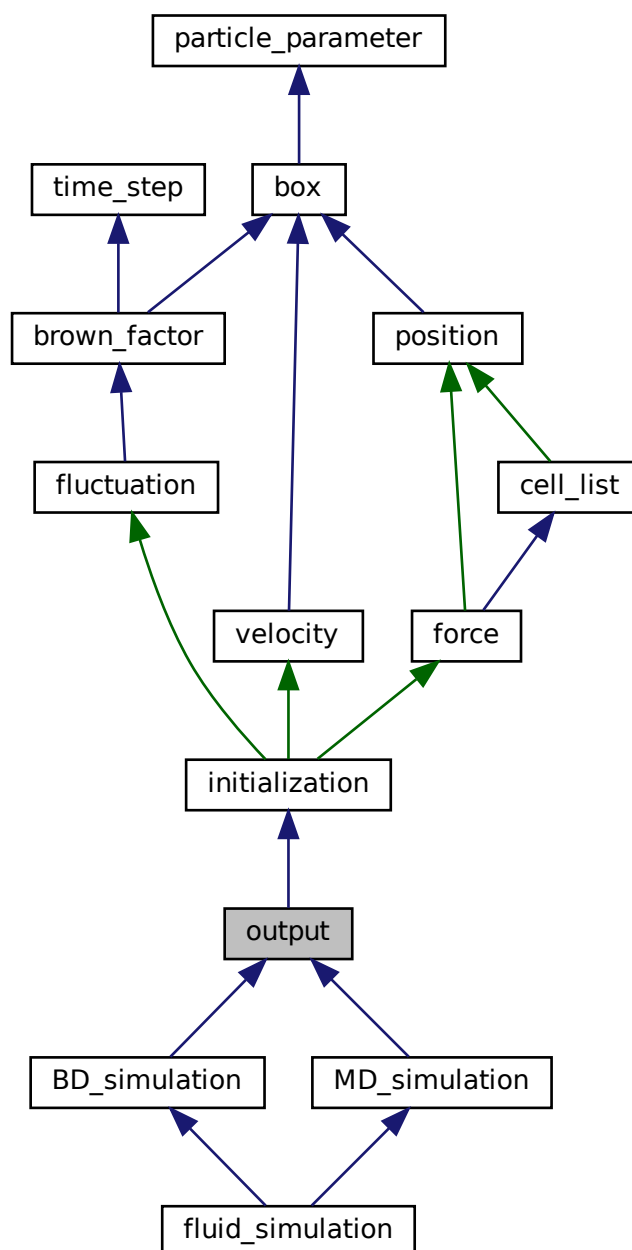 particle_parameter
time_step
box
brown_factor
position
fluctuation
cell_list
velocity
force
initialization
output
BD_simulation
MD_simulation
fluid_simulation